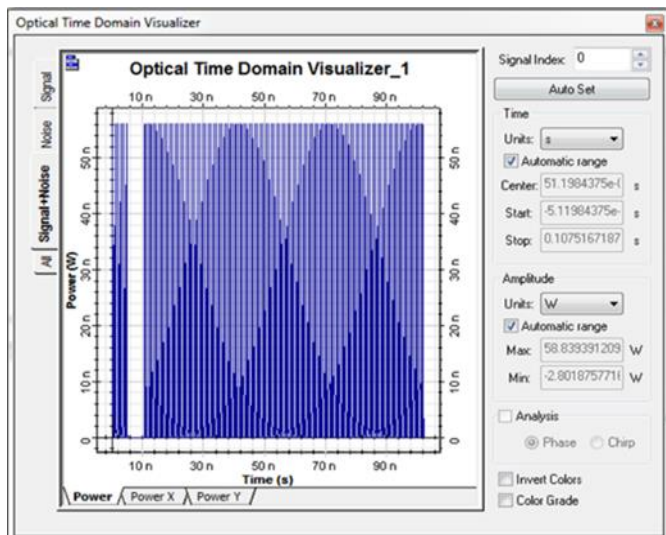 Optical Time Domain Visualizer
Signal Index: 0
Auto Set
Time
Units: s
Automatic range
Center: 51.1984375e-( s
Start: -5.11984375e- s
Stop: 0.1075167187 s
Amplitude
Units: W
Automatic range
Max: 58.839391209 W
Min: -2.8018757716 W
Analysis
Phase Chirp
Invert Colors
Color Grade
Signal
Noise
Signal+Noise
All
Optical Time Domain Visualizer_1
10 n 30 n 50 n 70 n 90 n
Power (W)
50 n
40 n
30 n
20 n
10 n
0
50 n
40 n
30 n
20 n
10 n
0
10 n 30 n 50 n 70 n 90 n
Time (s)
Power Power X Power Y